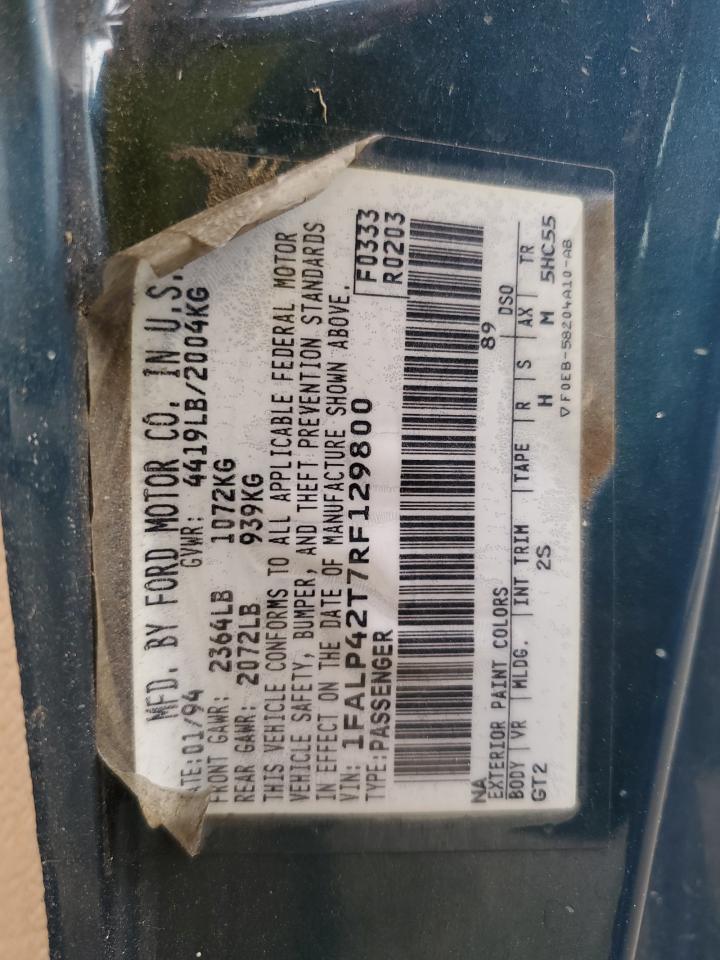 MFD. BY FORD MOTOR CO. IN U.S.
ATE: 01/94 GVWR: 4419LB/2004KG
FRONT GAWR: 2364LB 1072KG
REAR GAWR: 2072LB 939KG
THIS VEHICLE CONFORMS TO ALL APPLICABLE FEDERAL MOTOR
VEHICLE SAFETY, BUMPER, AND THEFT PREVENTION STANDARDS
IN EFFECT ON THE DATE OF MANUFACTURE SHOWN ABOVE.
VIN: 1FALP42T7RF129800 F0333
TYPE: PASSENGER R0203
NA 89
EXTERIOR PAINT COLORS DSO
BODY VR MLDG. INT TRIM TAPE R S AX TR
GT2 2S H M 5HC55
▽F0EB-58204A10-AB